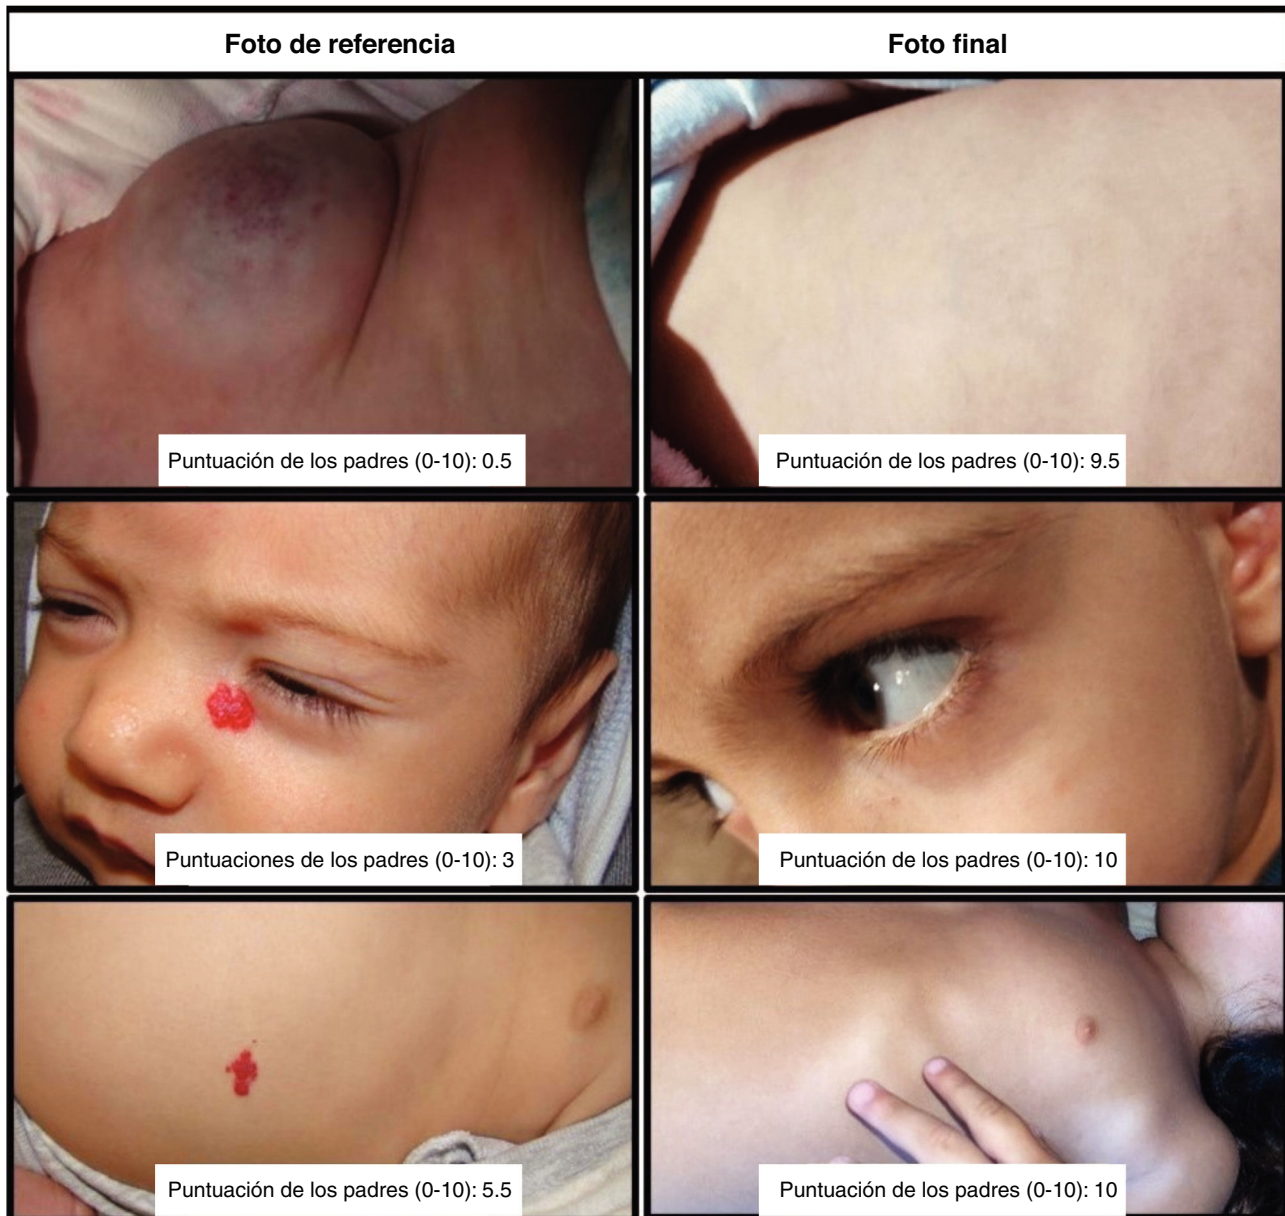 Foto de referencia
Foto final
Puntuación de los padres (0-10): 0.5
Puntuación de los padres (0-10): 9.5
Puntuaciones de los padres (0-10): 3
Puntuación de los padres (0-10): 10
Puntuación de los padres (0-10): 5.5
Puntuación de los padres (0-10): 10